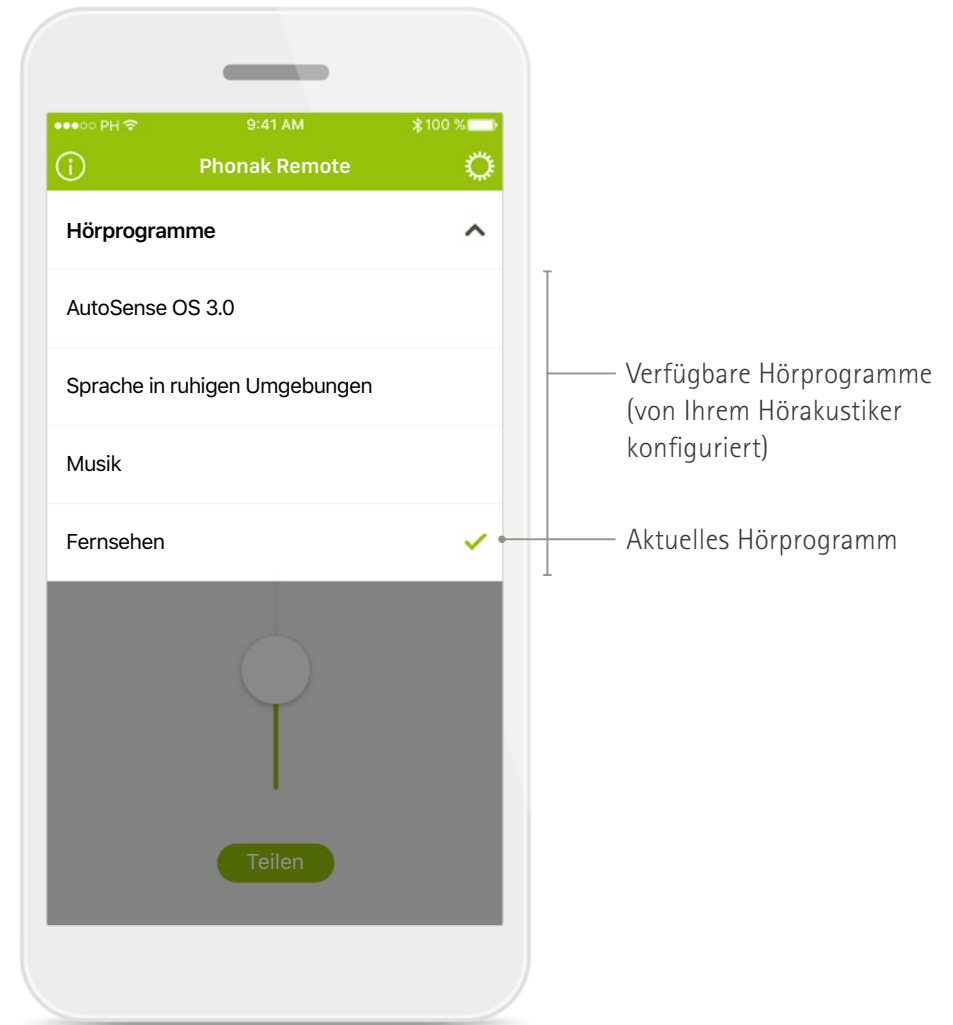 PH 9:41 AM 100 %
Phonak Remote
Hörprogramme
AutoSense OS 3.0
Sprache in ruhigen Umgebungen
Musik
Fernsehen
Teilen
Verfügbare Hörprogramme
(von Ihrem Hörakustiker
konfiguriert)
Aktuelles Hörprogramm